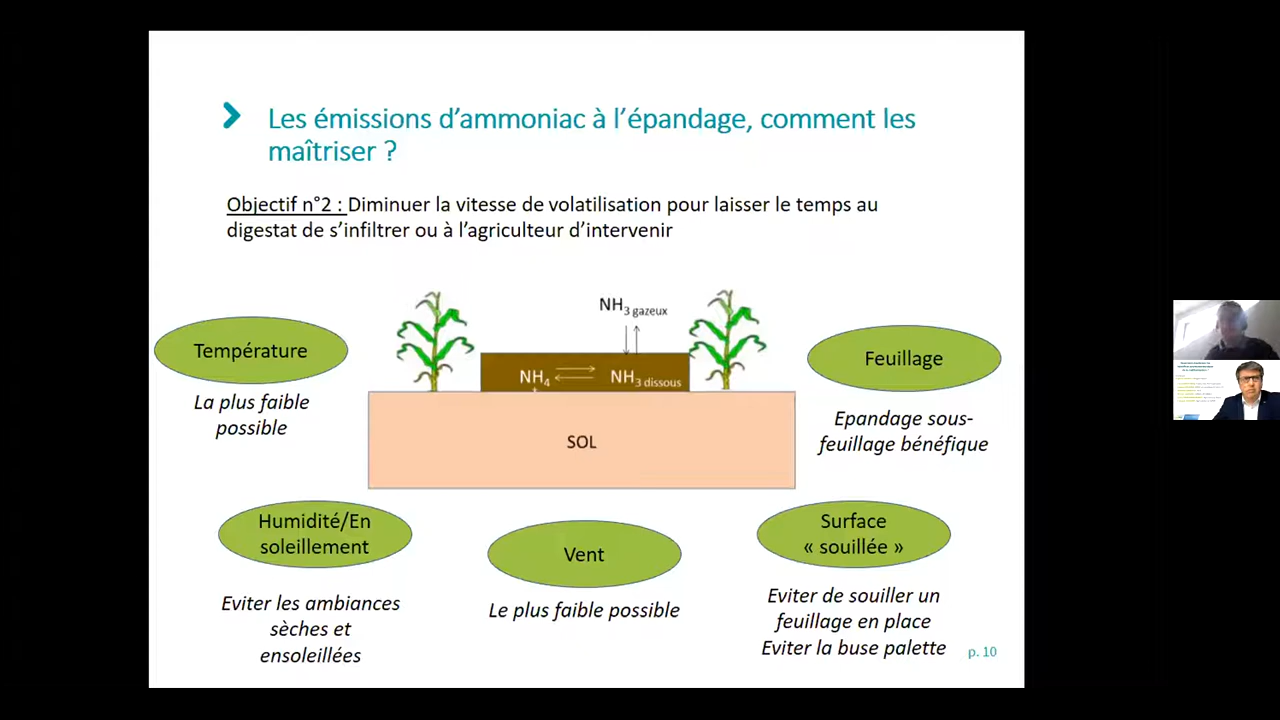 Les émissions d'ammoniac à l'épandage, comment les
maîtriser ?
Objectif n°2 : Diminuer la vitesse de volatilisation pour laisser le temps au
digestat de s'infiltrer ou à l'agriculteur d'intervenir
NH3 gazeux
NH4+
NH3 dissous
SOL
Température
La plus faible
possible
Feuillage
Epandage sous-
feuillage bénéfique
Humidité/En
soleillement
Eviter les ambiances
sèches et
ensoleillées
Vent
Le plus faible possible
Surface
« souillée »
Eviter de souiller un
feuillage en place
Eviter la buse palette
p. 10